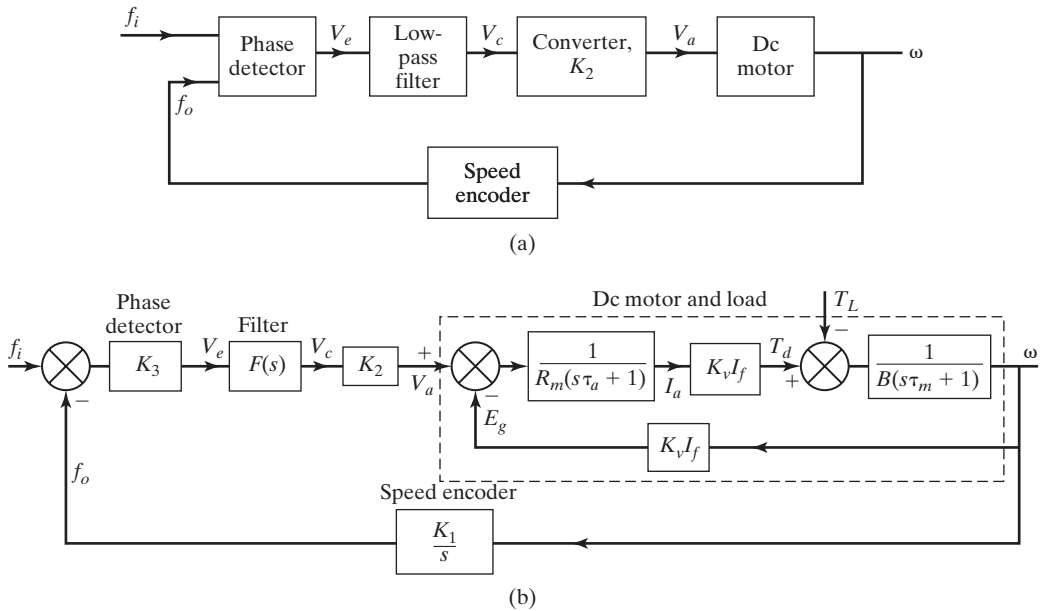 f_i
Phase
detector
V_e
Low-
pass
filter
V_c
Converter,
K_2
V_a
Dc
motor
ω
f_o
Speed
encoder
(a)
f_i
−
Phase
detector
K_3
V_e
Filter
F(s)
V_c
K_2
+
V_a
Dc motor and load
−
E_g
1
R_m(sτ_a + 1)
I_a
K_vI_f
T_d
+
T_L
−
1
B(sτ_m + 1)
ω
K_vI_f
f_o
Speed encoder
K_1
s
(b)